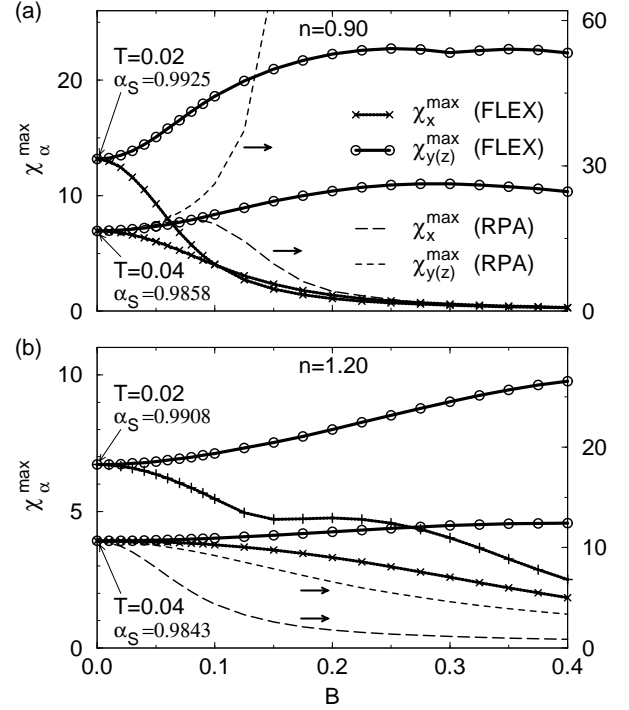 (a)
n=0.90
60
T=0.02
α_S=0.9925
20
χ_x^max (FLEX)
χ_y(z)^max (FLEX)
χ_α^max
30
10
χ_x^max (RPA)
χ_y(z)^max (RPA)
T=0.04
α_S=0.9858
0
0
(b)
n=1.20
10
T=0.02
α_S=0.9908
20
χ_α^max
5
10
T=0.04
α_S=0.9843
0
0
0.0 0.1 0.2 0.3 0.4
B